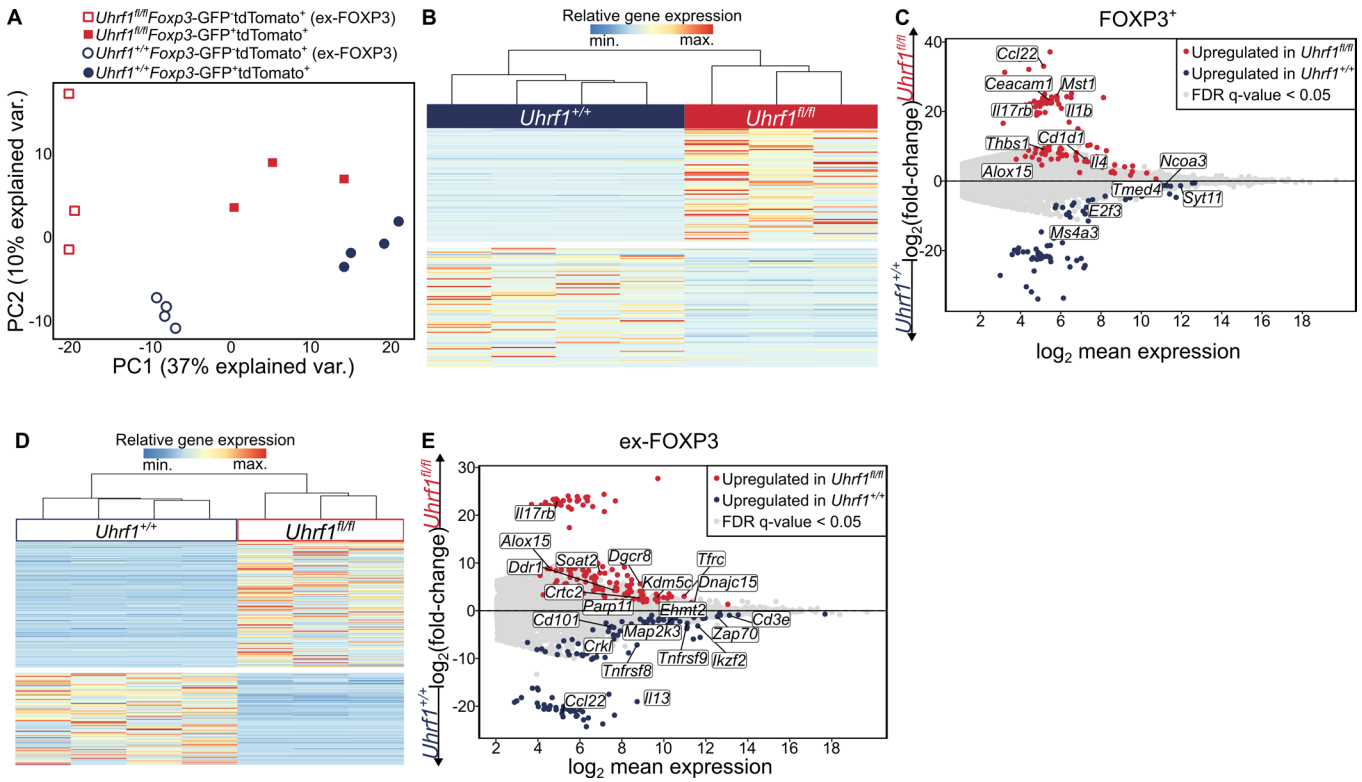 A
Uhrf1fl/flFoxp3-GFP-tdTomato+ (ex-FOXP3)
Uhrf1fl/flFoxp3-GFP+tdTomato+
Uhrf1+/+Foxp3-GFP-tdTomato+ (ex-FOXP3)
Uhrf1+/+Foxp3-GFP+tdTomato+
PC2 (10% explained var.)
10
0
-10
-20
-10
0
10
20
PC1 (37% explained var.)
B
Relative gene expression
min.
max.
Uhrf1+/+
Uhrf1fl/fl
C
FOXP3+
Uhrf1fl/fl
log2(fold-change)
Uhrf1+/+
40
20
0
-20
Upregulated in Uhrf1fl/fl
Upregulated in Uhrf1+/+
FDR q-value < 0.05
Ccl22
Ceacam1
Mst1
Il17rb
Il1b
Thbs1
Cd1d1
Il4
Alox15
Ncoa3
Tmed4
Syt11
E2f3
Ms4a3
2 4 6 8 10 12 14 16 18
log2 mean expression
D
Relative gene expression
min.
max.
Uhrf1+/+
Uhrf1fl/fl
E
ex-FOXP3
Uhrf1fl/fl
log2(fold-change)
Uhrf1+/+
30
20
10
0
-10
-20
Upregulated in Uhrf1fl/fl
Upregulated in Uhrf1+/+
FDR q-value < 0.05
Il17rb
Alox15
Ddr1
Soat2
Dgcr8
Tfrc
Kdm5c
Dnajc15
Crtc2
Parp11
Ehmt2
Cd101
Map2k3
Cd3e
Zap70
Crkl
Tnfrsf8
Tnfrsf9
Ikzf2
Ccl22
Il13
2 4 6 8 10 12 14 16 18
log2 mean expression